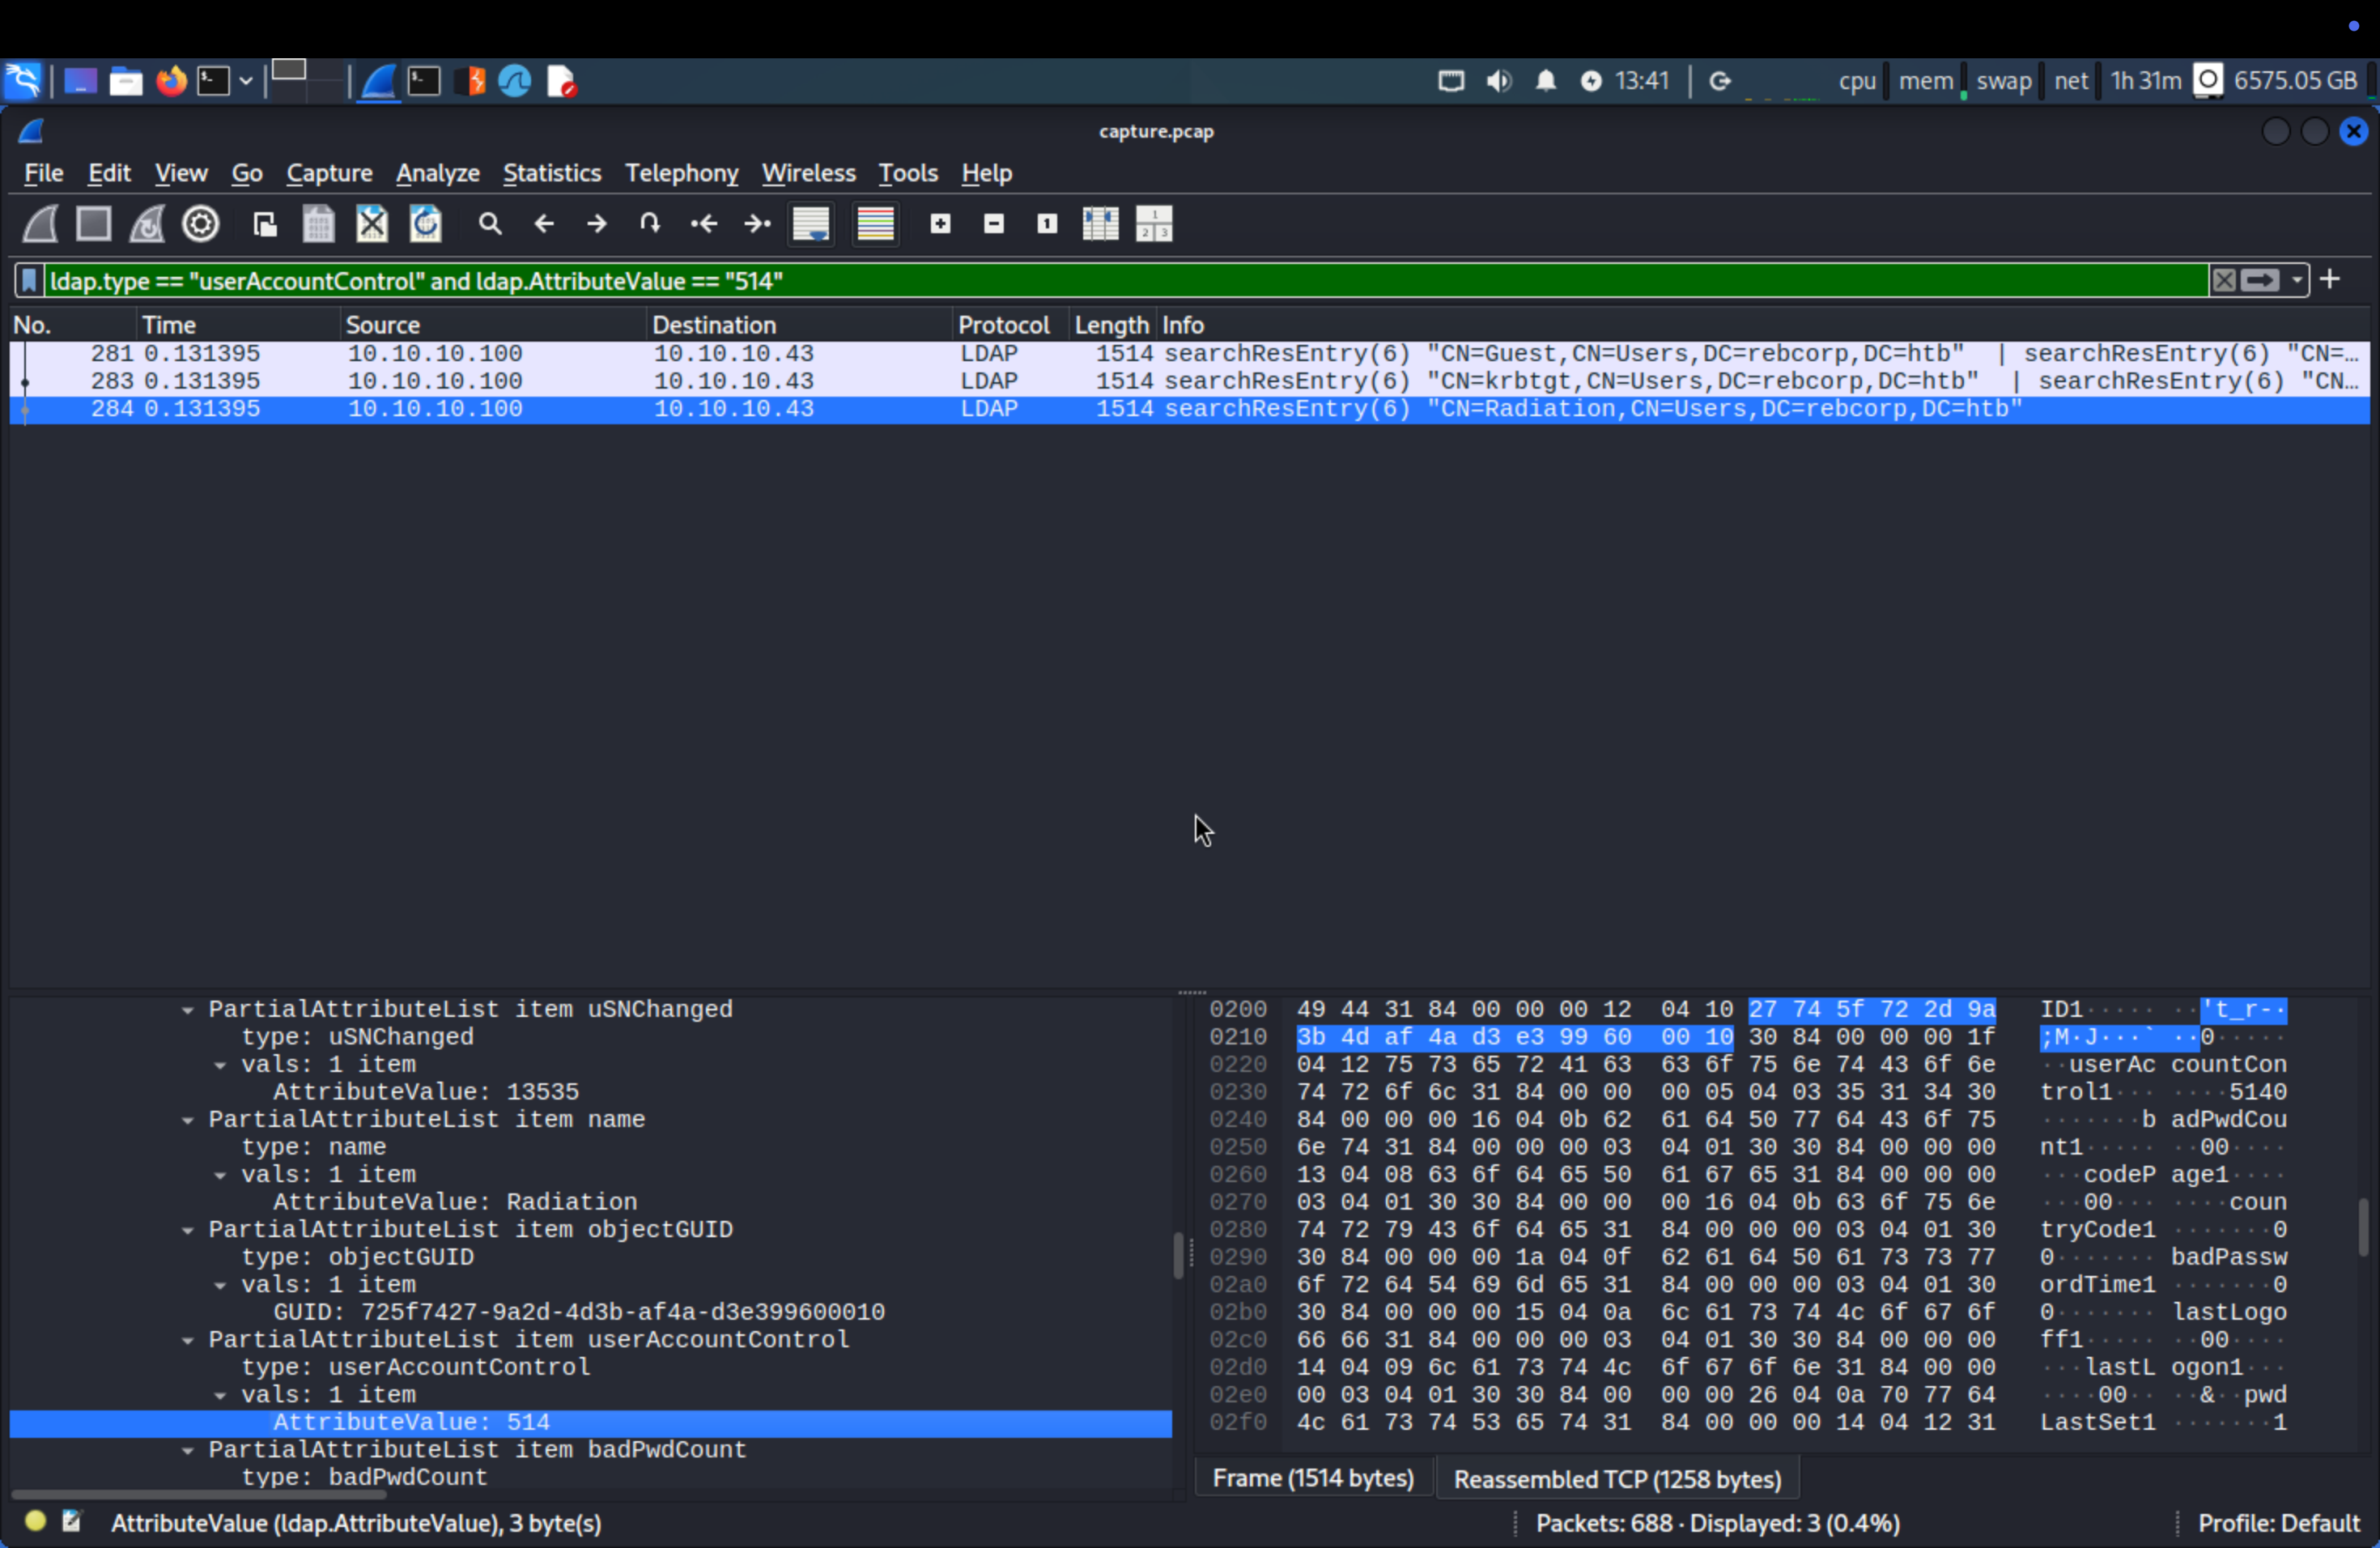 13:41 cpu mem swap net 1h 31m 6575.05 GB
capture.pcap
File Edit View Go Capture Analyze Statistics Telephony Wireless Tools Help
ldap.type == "userAccountControl" and ldap.AttributeValue == "514"
No. Time Source Destination Protocol Length Info
281 0.131395 10.10.10.100 10.10.10.43 LDAP 1514 searchResEntry(6) "CN=Guest,CN=Users,DC=rebcorp,DC=htb" | searchResEntry(6) "CN=…
283 0.131395 10.10.10.100 10.10.10.43 LDAP 1514 searchResEntry(6) "CN=krbtgt,CN=Users,DC=rebcorp,DC=htb" | searchResEntry(6) "CN…
284 0.131395 10.10.10.100 10.10.10.43 LDAP 1514 searchResEntry(6) "CN=Radiation,CN=Users,DC=rebcorp,DC=htb"
PartialAttributeList item uSNChanged
type: uSNChanged
vals: 1 item
AttributeValue: 13535
PartialAttributeList item name
type: name
vals: 1 item
AttributeValue: Radiation
PartialAttributeList item objectGUID
type: objectGUID
vals: 1 item
GUID: 725f7427-9a2d-4d3b-af4a-d3e399600010
PartialAttributeList item userAccountControl
type: userAccountControl
vals: 1 item
AttributeValue: 514
PartialAttributeList item badPwdCount
type: badPwdCount
0200 49 44 31 84 00 00 00 12 04 10 27 74 5f 72 2d 9a ID1····· ··'t_r-·
0210 3b 4d af 4a d3 e3 99 60 00 10 30 84 00 00 00 1f ;M·J···` ··0·····
0220 04 12 75 73 65 72 41 63 63 6f 75 6e 74 43 6f 6e ··userAc countCon
0230 74 72 6f 6c 31 84 00 00 00 05 04 03 35 31 34 30 trol1··· ····5140
0240 84 00 00 00 16 04 0b 62 61 64 50 77 64 43 6f 75 ·······b adPwdCou
0250 6e 74 31 84 00 00 00 03 04 01 30 30 84 00 00 00 nt1····· ··00····
0260 13 04 08 63 6f 64 65 50 61 67 65 31 84 00 00 00 ···codeP age1····
0270 03 04 01 30 30 84 00 00 00 16 04 0b 63 6f 75 6e ···00··· ····coun
0280 74 72 79 43 6f 64 65 31 84 00 00 00 03 04 01 30 tryCode1 ·······0
0290 30 84 00 00 00 1a 04 0f 62 61 64 50 61 73 73 77 0······· badPassw
02a0 6f 72 64 54 69 6d 65 31 84 00 00 00 03 04 01 30 ordTime1 ·······0
02b0 30 84 00 00 00 15 04 0a 6c 61 73 74 4c 6f 67 6f 0······· lastLogo
02c0 66 66 31 84 00 00 00 03 04 01 30 30 84 00 00 00 ff1····· ··00····
02d0 14 04 09 6c 61 73 74 4c 6f 67 6f 6e 31 84 00 00 ···lastL ogon1···
02e0 00 03 04 01 30 30 84 00 00 00 26 04 0a 70 77 64 ····00·· ··&··pwd
02f0 4c 61 73 74 53 65 74 31 84 00 00 00 14 04 12 31 LastSet1 ·······1
Frame (1514 bytes) Reassembled TCP (1258 bytes)
AttributeValue (ldap.AttributeValue), 3 byte(s) Packets: 688 · Displayed: 3 (0.4%) Profile: Default